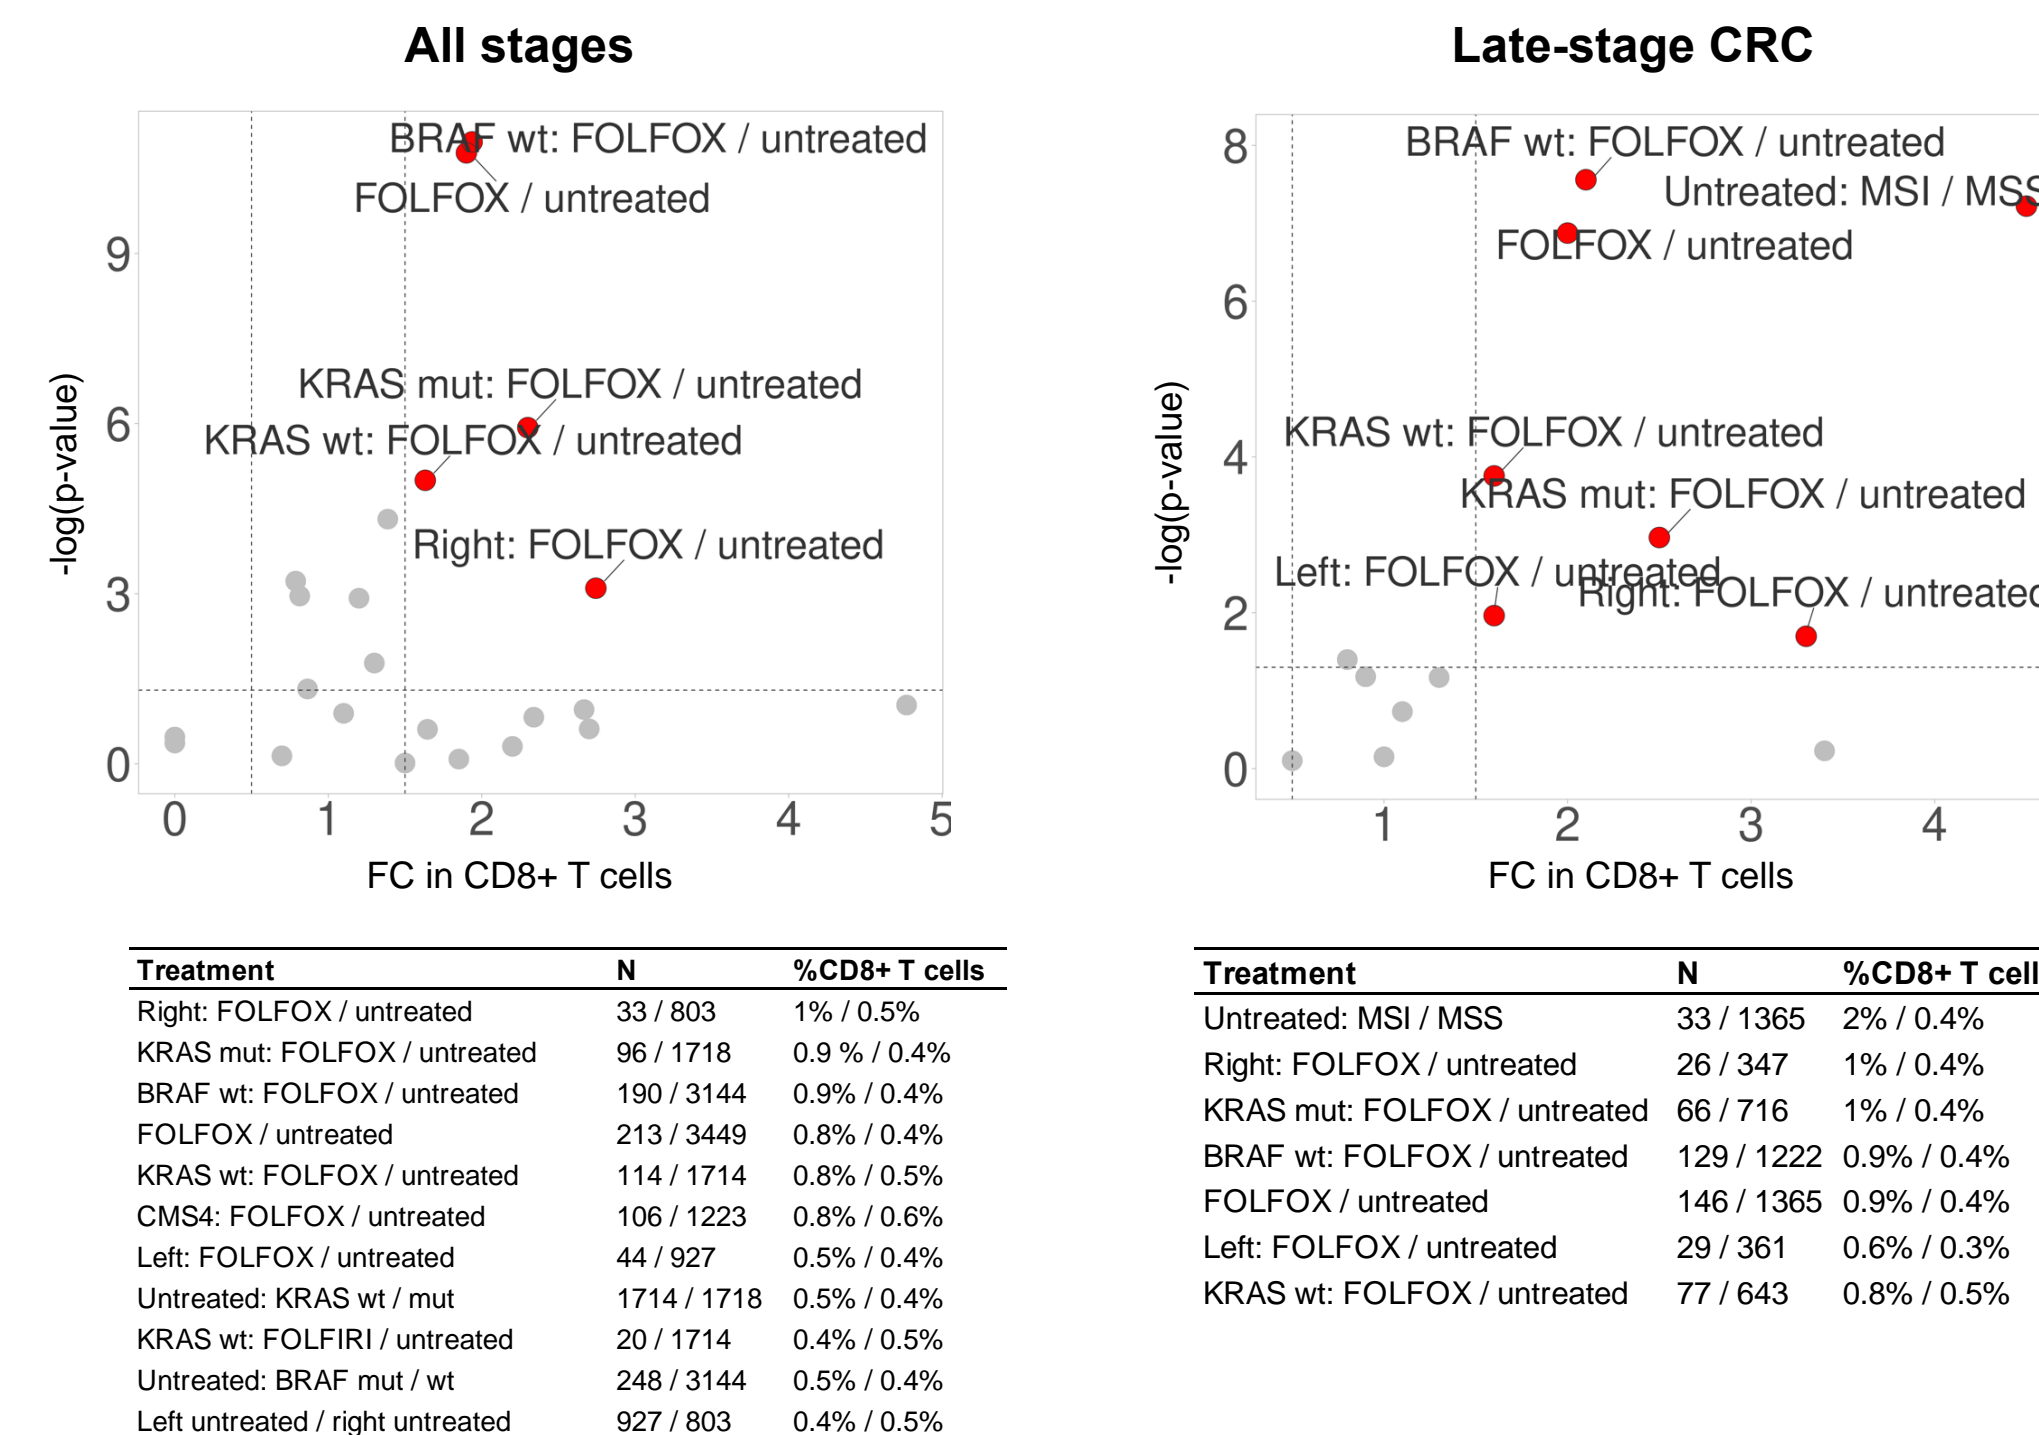 All stages
BRAF wt: FOLFOX / untreated
FOLFOX / untreated
KRAS mut: FOLFOX / untreated
KRAS wt: FOLFOX / untreated
Right: FOLFOX / untreated
9
6
3
0
-log(p-value)
0 1 2 3 4 5
FC in CD8+ T cells
Treatment N %CD8+ T cells
Right: FOLFOX / untreated 33 / 803 1% / 0.5%
KRAS mut: FOLFOX / untreated 96 / 1718 0.9 % / 0.4%
BRAF wt: FOLFOX / untreated 190 / 3144 0.9% / 0.4%
FOLFOX / untreated 213 / 3449 0.8% / 0.4%
KRAS wt: FOLFOX / untreated 114 / 1714 0.8% / 0.5%
CMS4: FOLFOX / untreated 106 / 1223 0.8% / 0.6%
Left: FOLFOX / untreated 44 / 927 0.5% / 0.4%
Untreated: KRAS wt / mut 1714 / 1718 0.5% / 0.4%
KRAS wt: FOLFIRI / untreated 20 / 1714 0.4% / 0.5%
Untreated: BRAF mut / wt 248 / 3144 0.5% / 0.4%
Left untreated / right untreated 927 / 803 0.4% / 0.5%
Late-stage CRC
BRAF wt: FOLFOX / untreated
Untreated: MSI / MSS
FOLFOX / untreated
KRAS wt: FOLFOX / untreated
KRAS mut: FOLFOX / untreated
Left: FOLFOX / untreated
Right: FOLFOX / untreated
8
6
4
2
0
-log(p-value)
1 2 3 4
FC in CD8+ T cells
Treatment N %CD8+ T cell
Untreated: MSI / MSS 33 / 1365 2% / 0.4%
Right: FOLFOX / untreated 26 / 347 1% / 0.4%
KRAS mut: FOLFOX / untreated 66 / 716 1% / 0.4%
BRAF wt: FOLFOX / untreated 129 / 1222 0.9% / 0.4%
FOLFOX / untreated 146 / 1365 0.9% / 0.4%
Left: FOLFOX / untreated 29 / 361 0.6% / 0.3%
KRAS wt: FOLFOX / untreated 77 / 643 0.8% / 0.5%